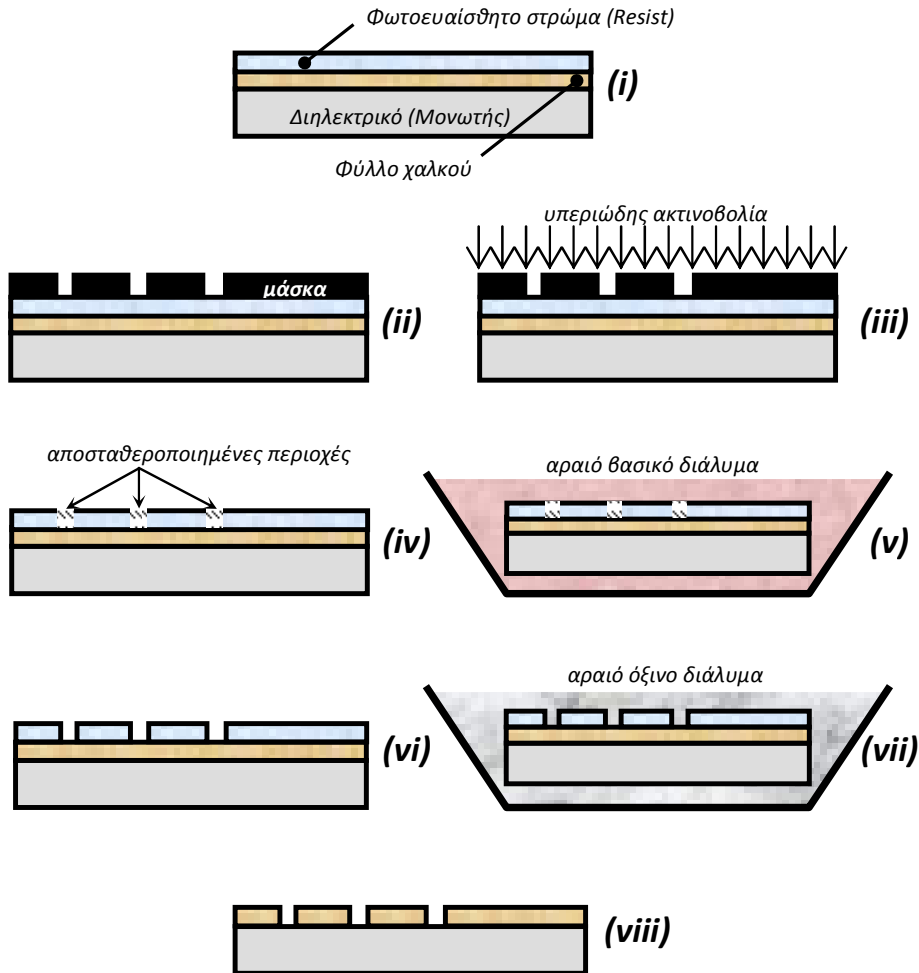 Φωτοευαίσθητο στρώμα (Resist)
(i)
Διηλεκτρικό (Μονωτής)
Φύλλο χαλκού
υπεριώδης ακτινοβολία
μάσκα
(ii)
(iii)
αποσταθεροποιημένες περιοχές
αραιό βασικό διάλυμα
(iv)
(v)
αραιό όξινο διάλυμα
(vi)
(vii)
(viii)